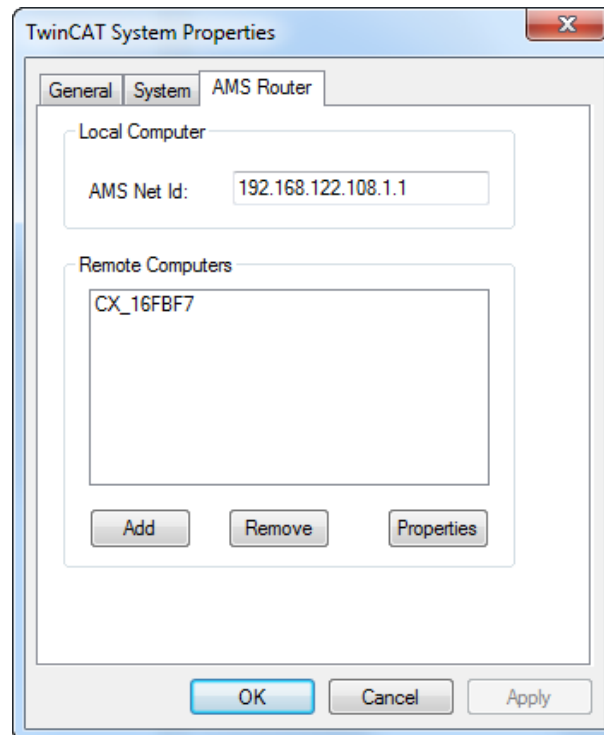 TwinCAT System Properties
General System AMS Router
Local Computer
AMS Net Id: 192.168.122.108.1.1
Remote Computers
CX_16FBF7
Add Remove Properties
OK Cancel Apply